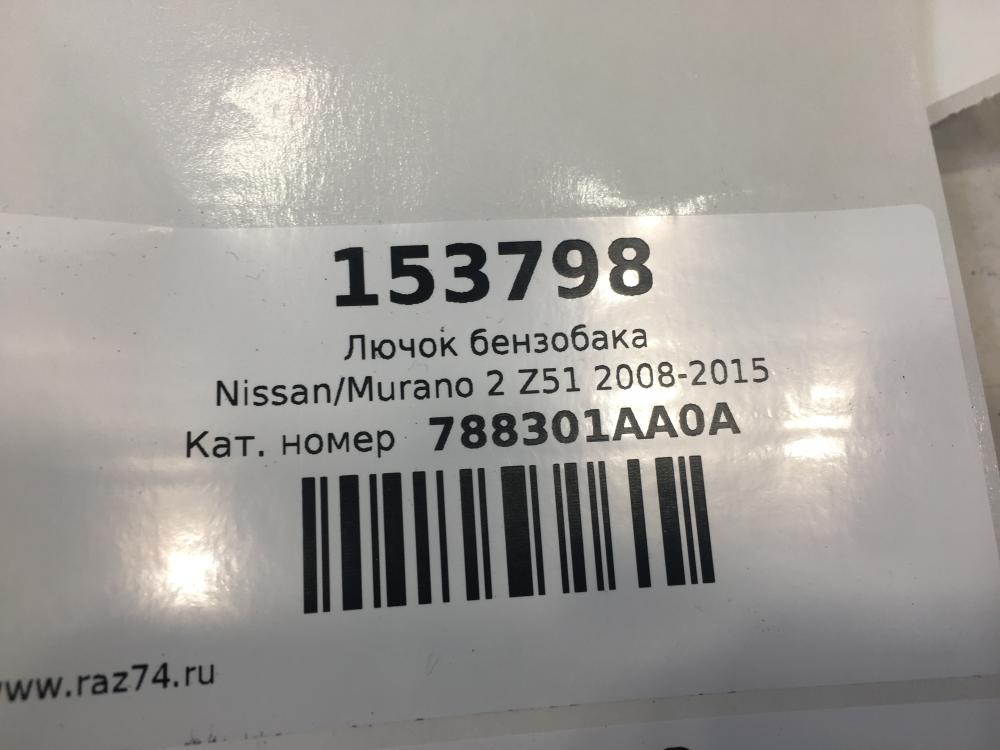 153798
Лючок бензобака
Nissan/Murano 2 Z51 2008-2015
Кат. номер 788301AA0A
www.raz74.ru